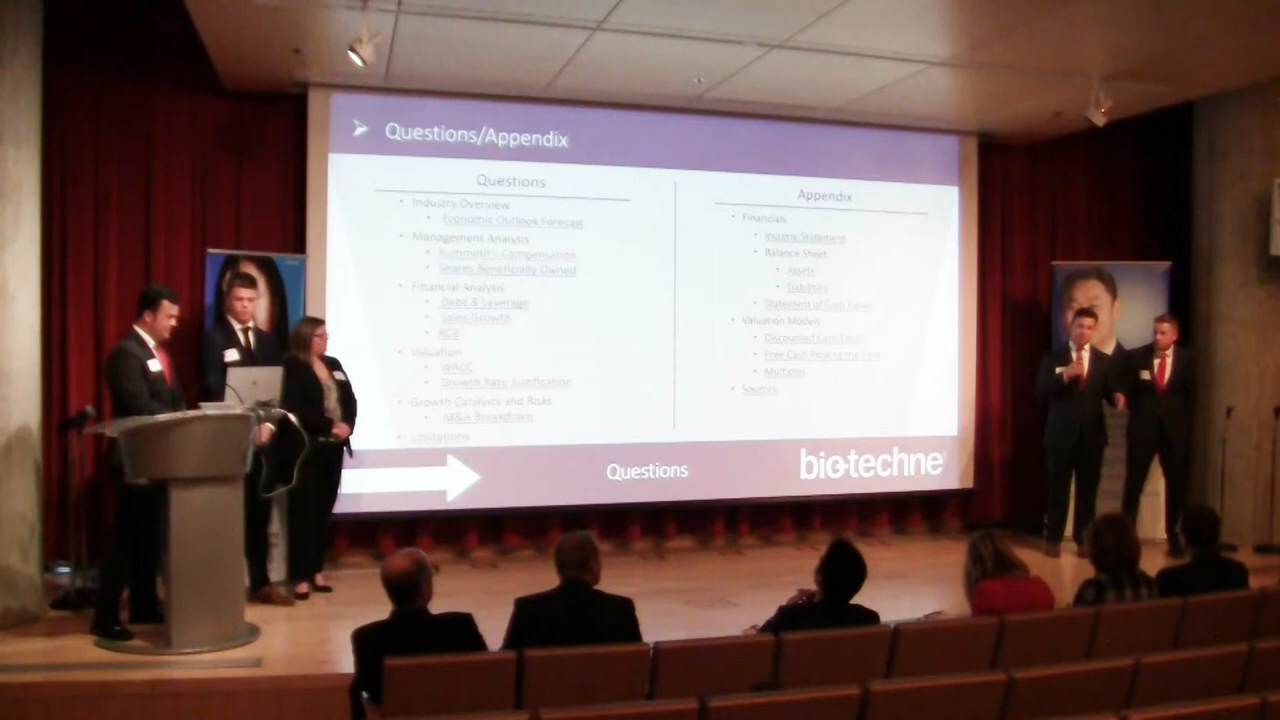 Questions/Appendix
Questions
Industry Overview
Economic Outlook Forecast
Management Analysis
Kummeth's Compensation
Shares Beneficially Owned
Financial Analysis
Debt & Leverage
Sales Growth
ROE
Valuation
WACC
Growth Rate Justification
Growth Catalysts and Risks
M&A Breakdown
Limitations
Appendix
Financials
Income Statement
Balance Sheet
Assets
Liabilities
Statement of Cash Flows
Valuation Models
Discounted Cash Flow
Free Cash Flow to the Firm
Multiples
Sources
Questions
bio-techne